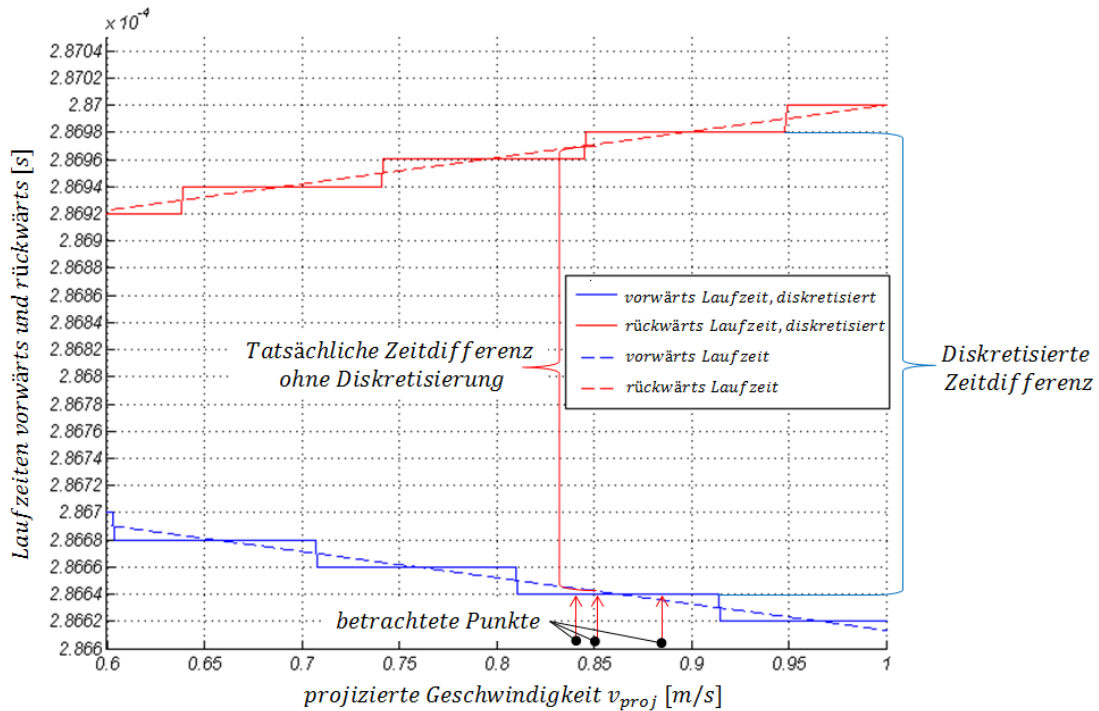 × 10⁻⁴
2.8704
2.8702
2.87
2.8698
2.8696
2.8694
2.8692
2.869
2.8688
2.8686
2.8684
2.8682
2.868
2.8678
2.8676
2.8674
2.8672
2.867
2.8668
2.8666
2.8664
2.8662
2.866
Laufzeiten vorwärts und rückwärts [s]
vorwärts Laufzeit, diskretisiert
rückwärts Laufzeit, diskretisiert
vorwärts Laufzeit
rückwärts Laufzeit
Tatsächliche Zeitdifferenz
ohne Diskretisierung
Diskretisierte
Zeitdifferenz
betrachtete Punkte
0.6 0.65 0.7 0.75 0.8 0.85 0.9 0.95 1
projizierte Geschwindigkeit v_proj [m/s]